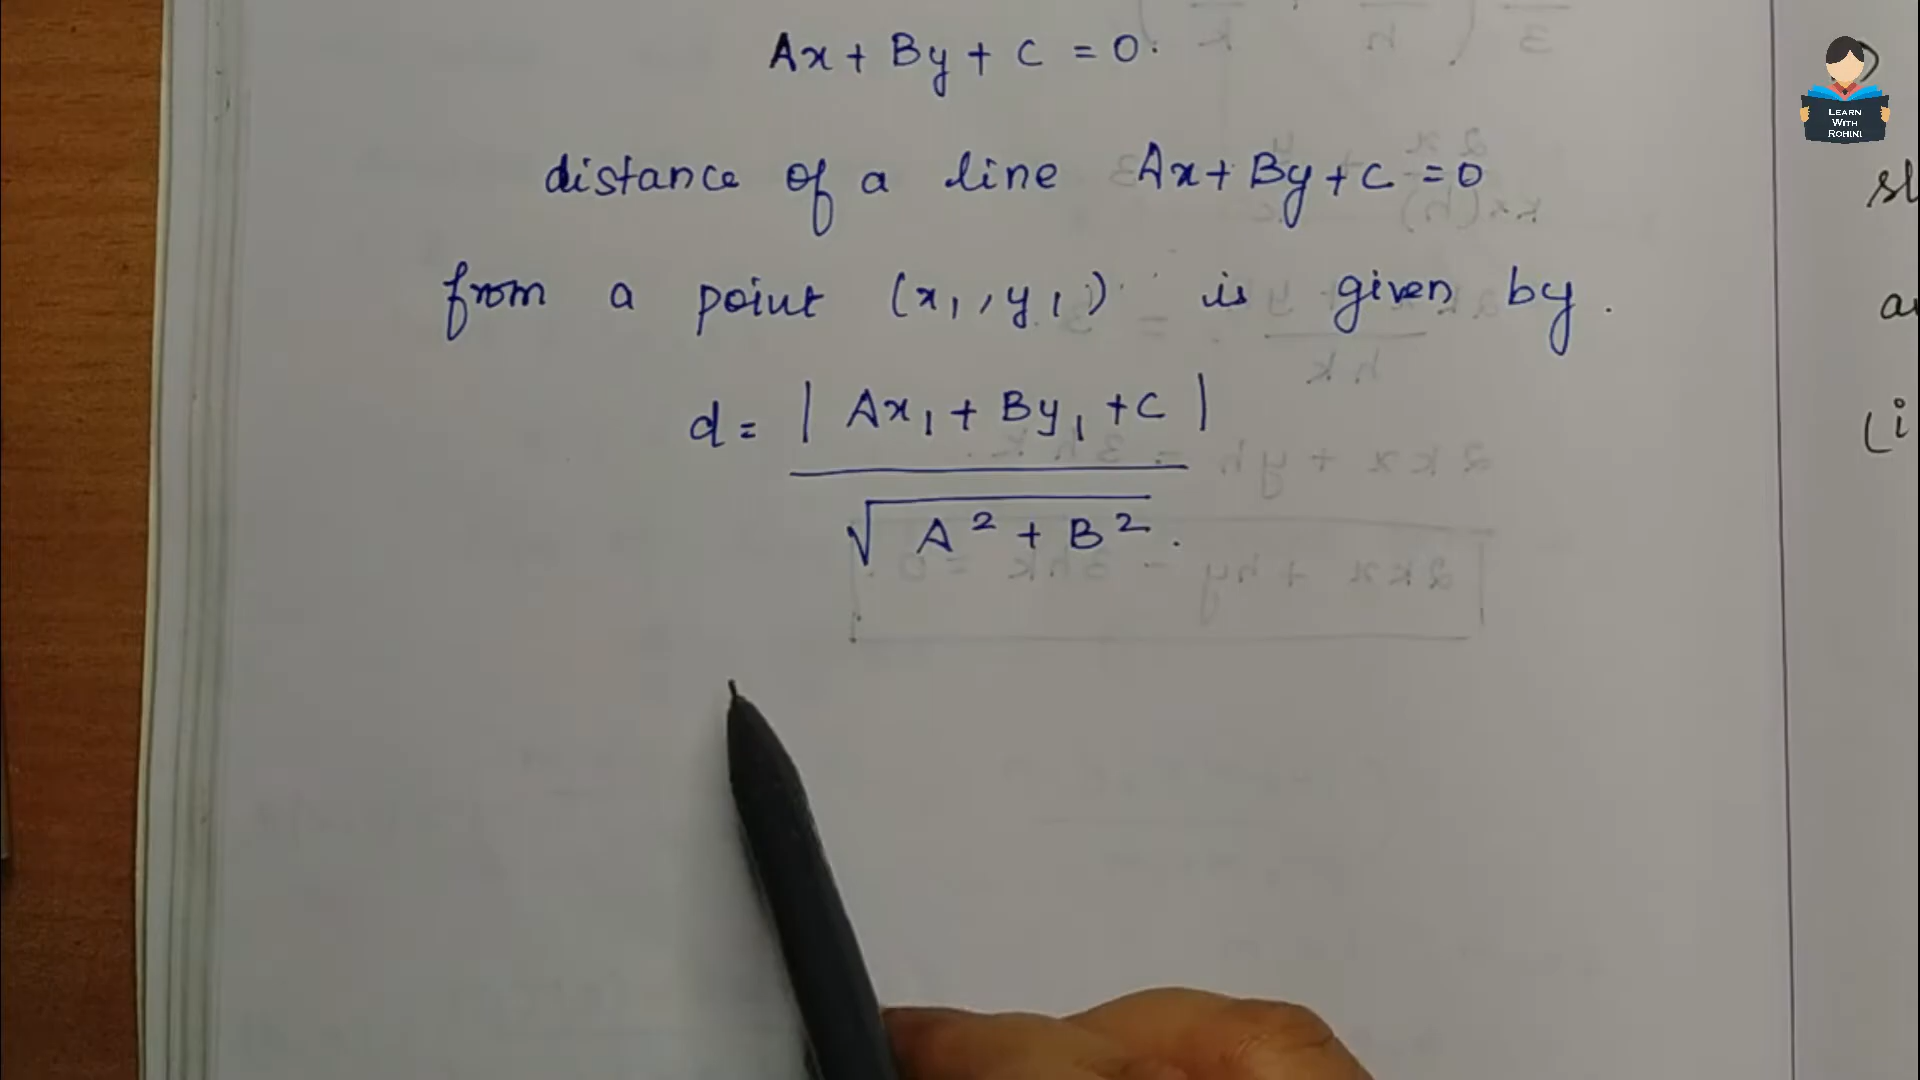 Ax + By + C = 0.
distance of a line Ax + By + C = 0
from a point (x₁, y₁) is given by.
d = | Ax₁ + By₁ + C |
√ A² + B² .
LEARN
WITH
ROHINI
(i